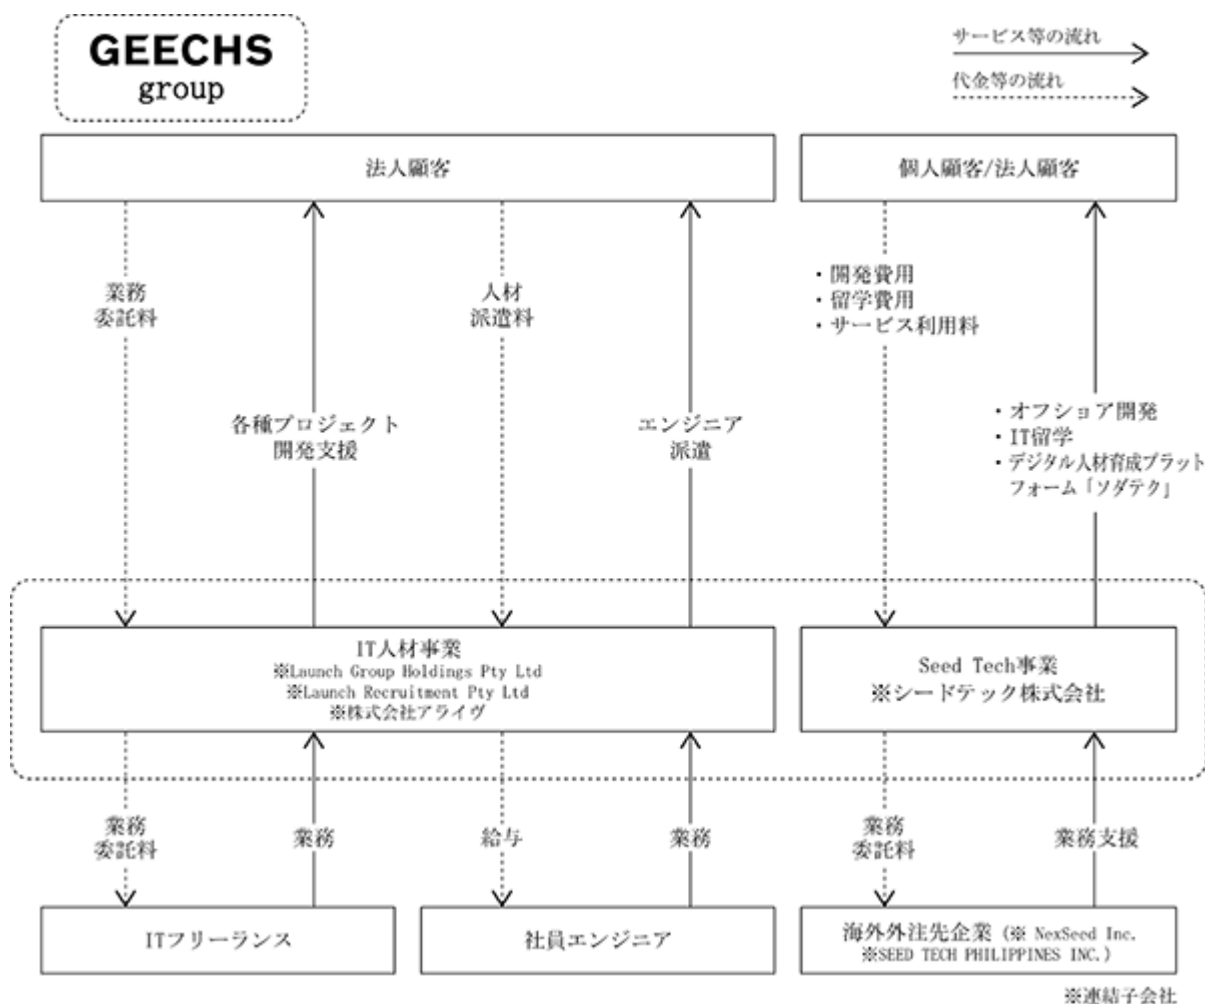 GEECHS
group
サービス等の流れ
代金等の流れ
法人顧客
個人顧客/法人顧客
業務
委託料
各種プロジェクト
開発支援
人材
派遣料
エンジニア
派遣
・開発費用
・留学費用
・サービス利用料
・オフショア開発
・IT留学
・デジタル人材育成プラット
フォーム「ソダテク」
IT人材事業
※Launch Group Holdings Pty Ltd
※Launch Recruitment Pty Ltd
※株式会社アライヴ
Seed Tech事業
※シードテック株式会社
業務
委託料
業務
給与
業務
業務
委託料
業務支援
ITフリーランス
社員エンジニア
海外外注先企業（※ NexSeed Inc.
※SEED TECH PHILIPPINES INC.）
※連結子会社